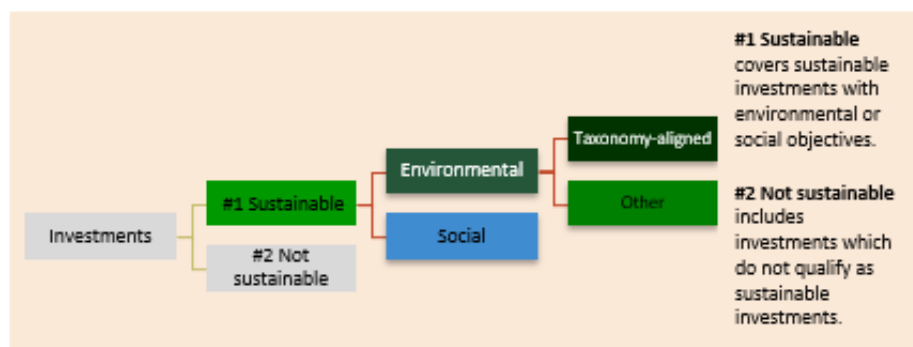 Investments
#1 Sustainable
#2 Not
sustainable
Environmental
Social
Taxonomy-aligned
Other
#1 Sustainable
covers sustainable
investments with
environmental or
social objectives.
#2 Not sustainable
includes
investments which
do not qualify as
sustainable
investments.